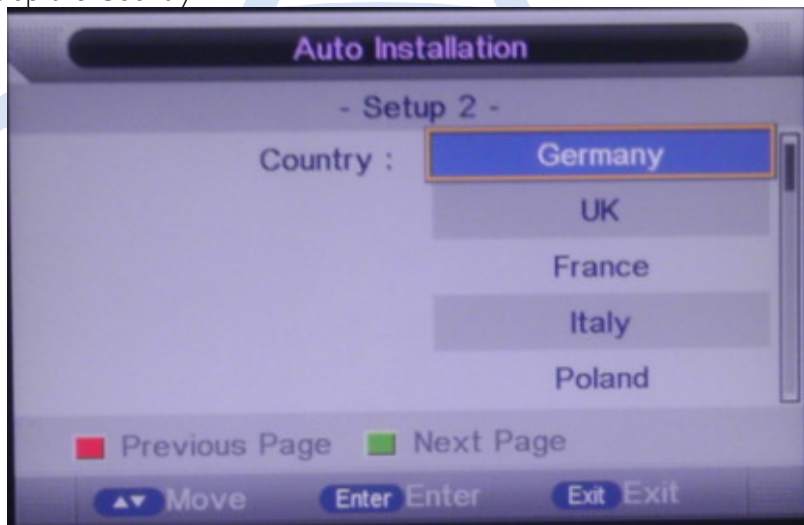 Auto Installation
- Setup 2 -
Country : Germany
UK
France
Italy
Poland
Previous Page Next Page
Move Enter Enter Exit Exit